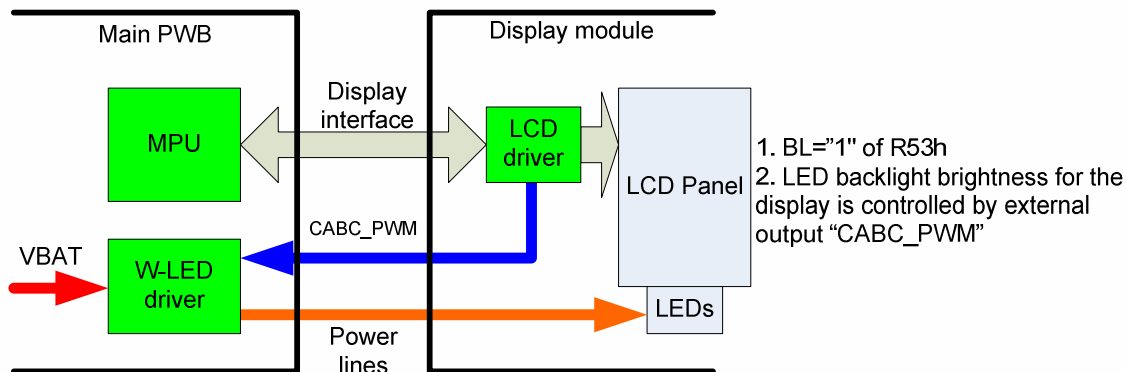 Main PWB
Display module
MPU
Display
interface
LCD
driver
LCD Panel
1. BL=”1" of R53h
2. LED backlight brightness for the
display is controlled by external
output “CABC_PWM”
CABC_PWM
VBAT
W-LED
driver
LEDs
Power
lines